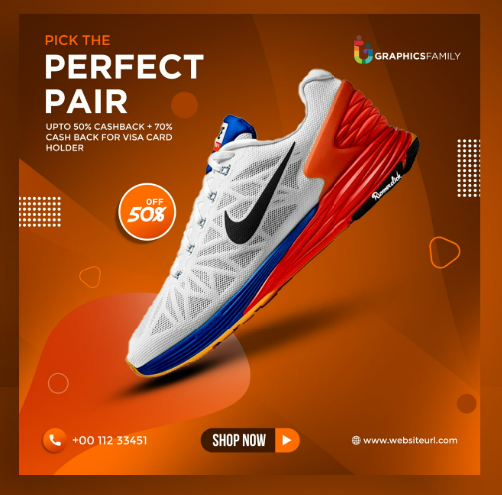 PICK THE
GRAPHICSFAMILY
PERFECT
PAIR
UPTO 50% CASHBACK + 70%
CASH BACK FOR VISA CARD
HOLDER
OFF
50%
+00 112 33451
SHOP NOW
www.websiteurl.com